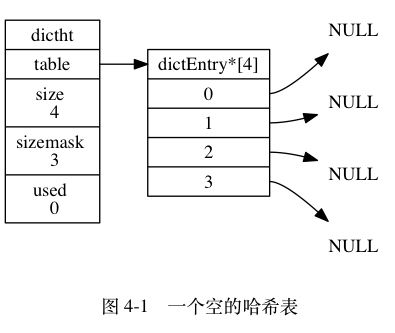 dictht
table
size
4
sizemask
3
used
0
dictEntry*[4]
0
1
2
3
NULL
NULL
NULL
NULL
图 4-1 一个空的哈希表